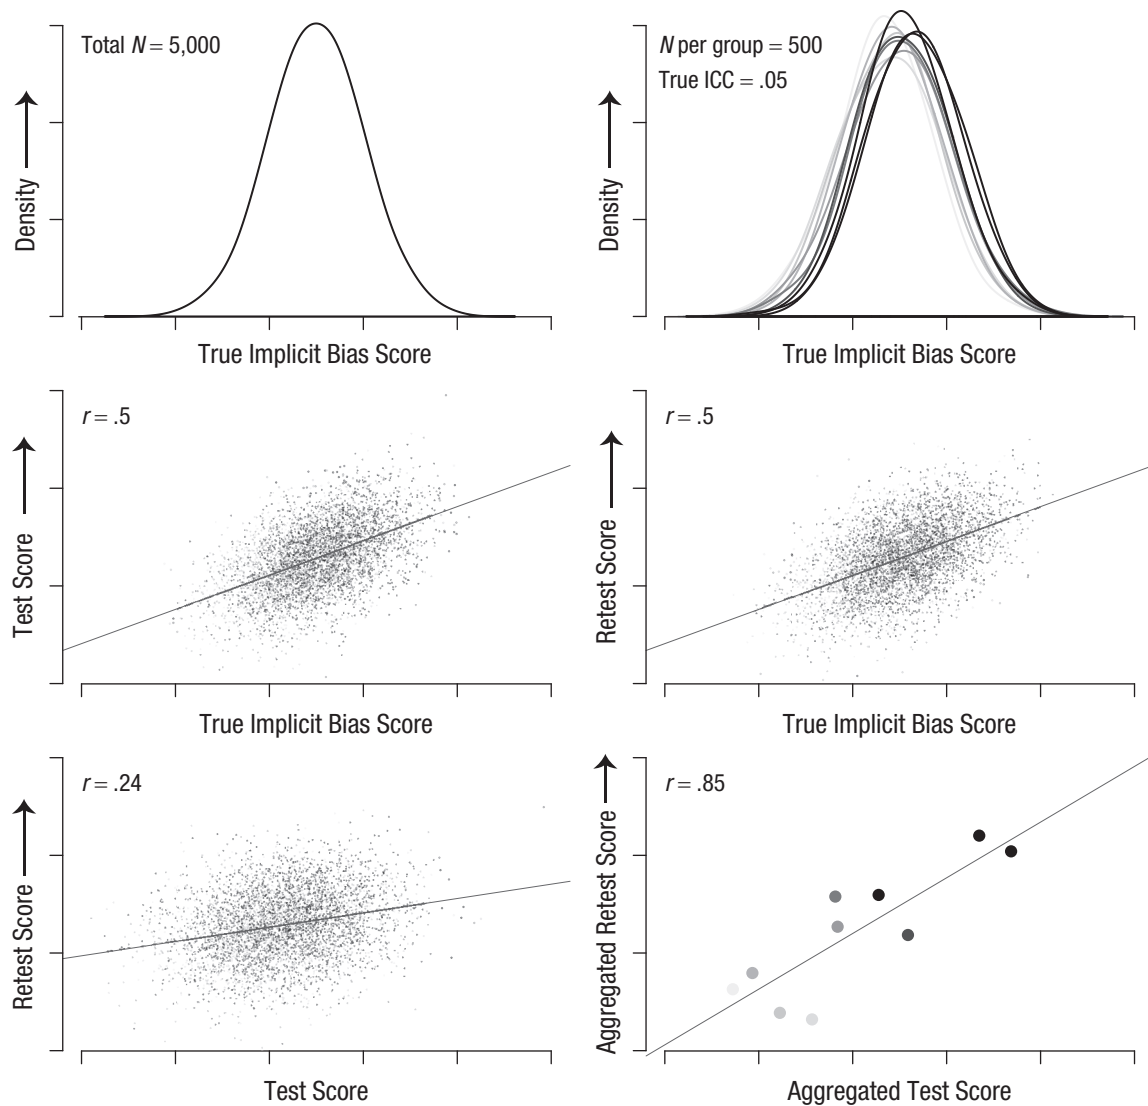 Total N = 5,000
Density
True Implicit Bias Score
N per group = 500
True ICC = .05
Density
True Implicit Bias Score
r = .5
Test Score
True Implicit Bias Score
r = .5
Retest Score
True Implicit Bias Score
r = .24
Retest Score
Test Score
r = .85
Aggregated Retest Score
Aggregated Test Score